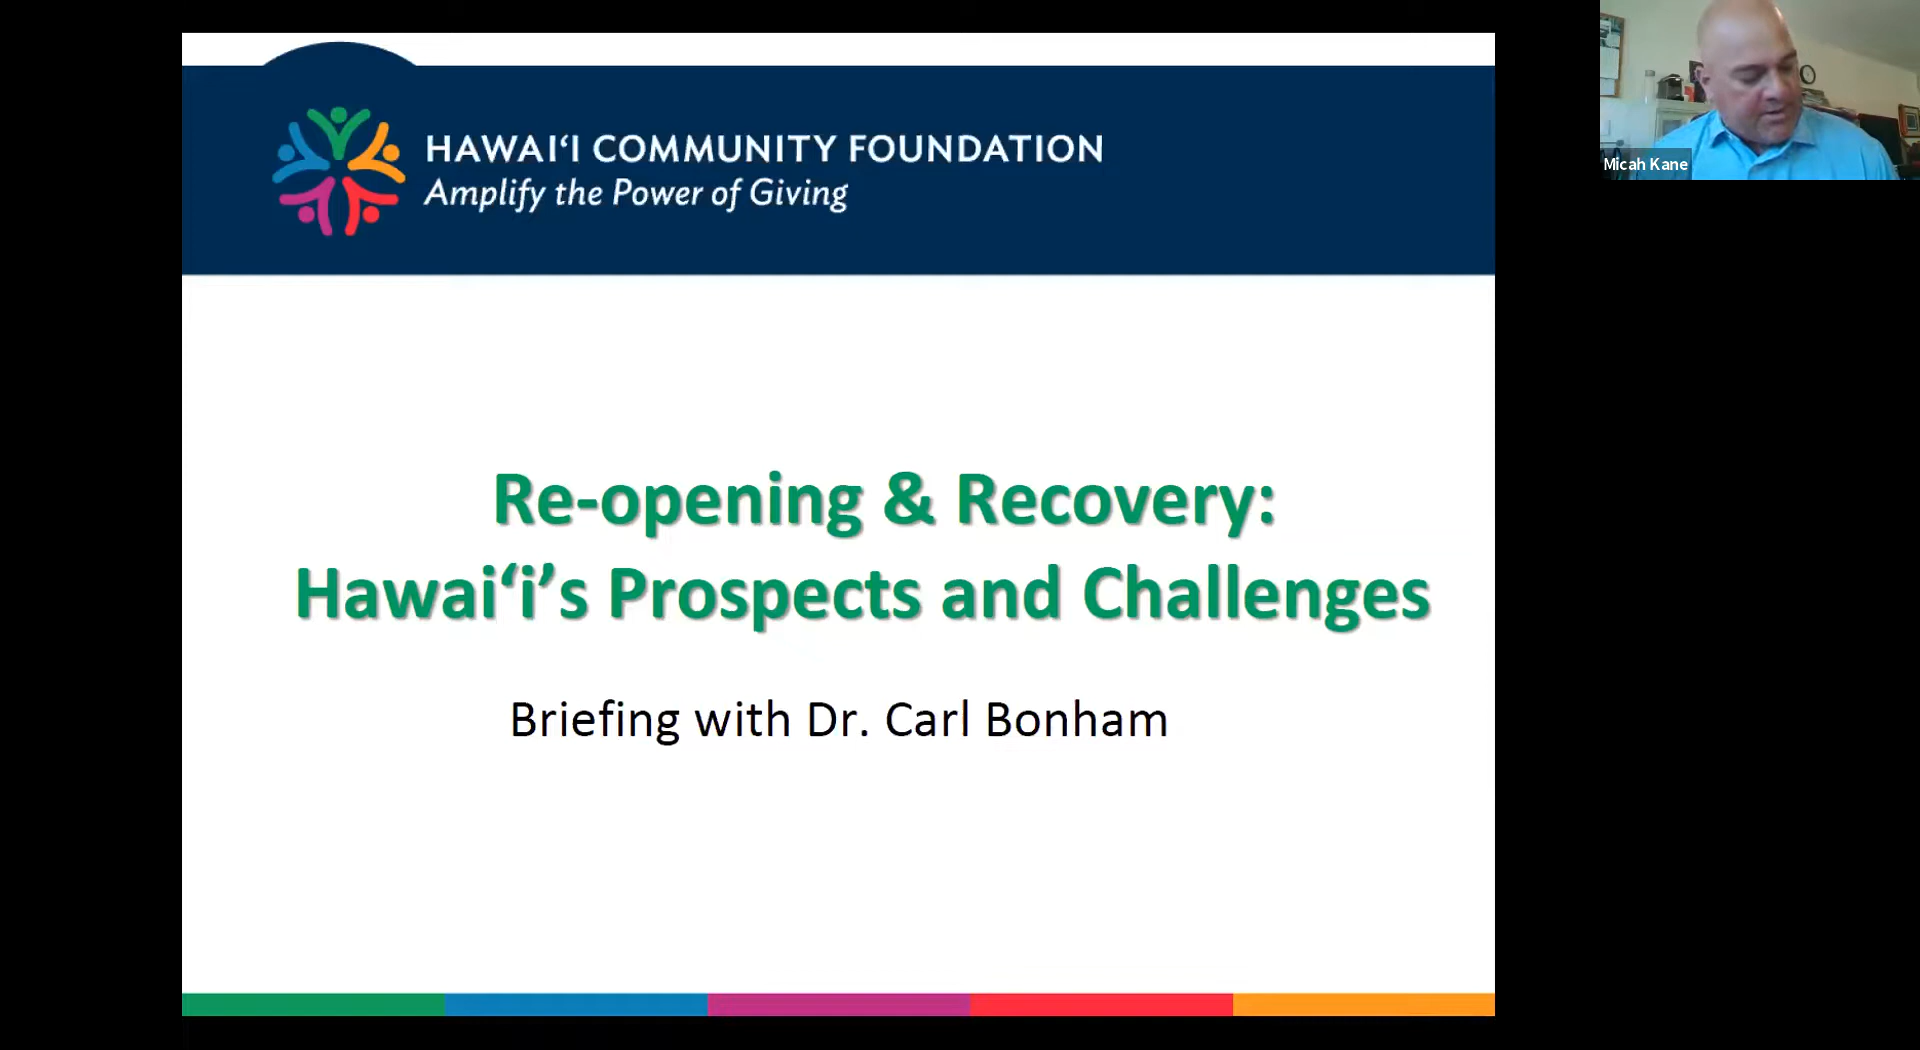 HAWAI‘I COMMUNITY FOUNDATION
Amplify the Power of Giving
Micah Kane
Re-opening & Recovery:
Hawai‘i’s Prospects and Challenges
Briefing with Dr. Carl Bonham